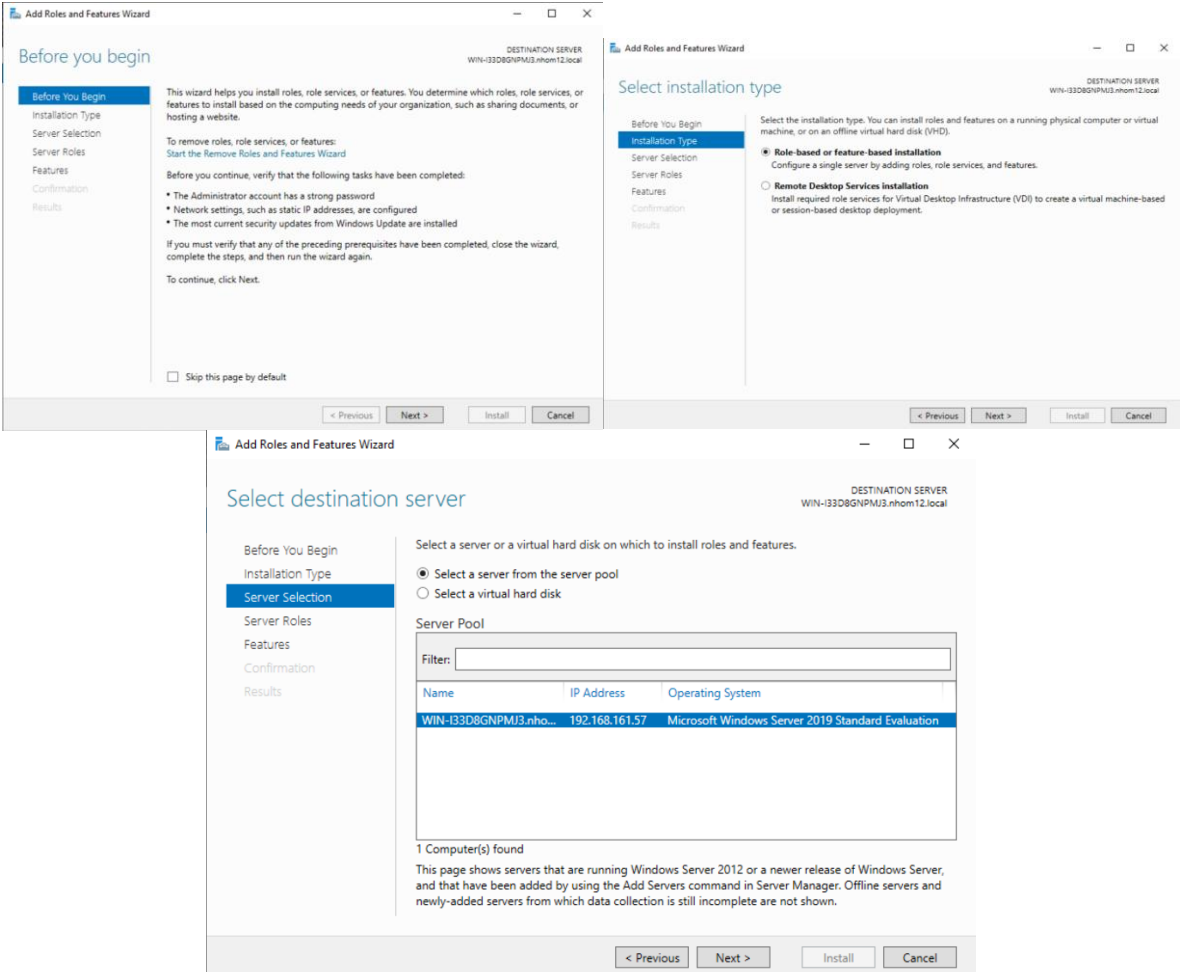 Add Roles and Features Wizard
Before you begin
DESTINATION SERVER
WIN-I33D8GNPMJ3.nhom12.local
Before You Begin
Installation Type
Server Selection
Server Roles
Features
Confirmation
Results
This wizard helps you install roles, role services, or features. You determine which roles, role services, or
features to install based on the computing needs of your organization, such as sharing documents, or
hosting a website.
To remove roles, role services, or features:
Start the Remove Roles and Features Wizard
Before you continue, verify that the following tasks have been completed:
• The Administrator account has a strong password
• Network settings, such as static IP addresses, are configured
• The most current security updates from Windows Update are installed
If you must verify that any of the preceding prerequisites have been completed, close the wizard,
complete the steps, and then run the wizard again.
To continue, click Next.
Skip this page by default
< Previous
Next >
Install
Cancel
Add Roles and Features Wizard
Select installation type
DESTINATION SERVER
WIN-I33D8GNPMJ3.nhom12.local
Before You Begin
Installation Type
Server Selection
Server Roles
Features
Confirmation
Results
Select the installation type. You can install roles and features on a running physical computer or virtual
machine, or on an offline virtual hard disk (VHD).
Role-based or feature-based installation
Configure a single server by adding roles, role services, and features.
Remote Desktop Services installation
Install required role services for Virtual Desktop Infrastructure (VDI) to create a virtual machine-based
or session-based desktop deployment.
< Previous
Next >
Install
Cancel
Add Roles and Features Wizard
Select destination server
DESTINATION SERVER
WIN-I33D8GNPMJ3.nhom12.local
Before You Begin
Installation Type
Server Selection
Server Roles
Features
Confirmation
Results
Select a server or a virtual hard disk on which to install roles and features.
Select a server from the server pool
Select a virtual hard disk
Server Pool
Filter:
Name IP Address Operating System
WIN-I33D8GNPMJ3.nho... 192.168.161.57 Microsoft Windows Server 2019 Standard Evaluation
1 Computer(s) found
This page shows servers that are running Windows Server 2012 or a newer release of Windows Server,
and that have been added by using the Add Servers command in Server Manager. Offline servers and
newly-added servers from which data collection is still incomplete are not shown.
< Previous
Next >
Install
Cancel